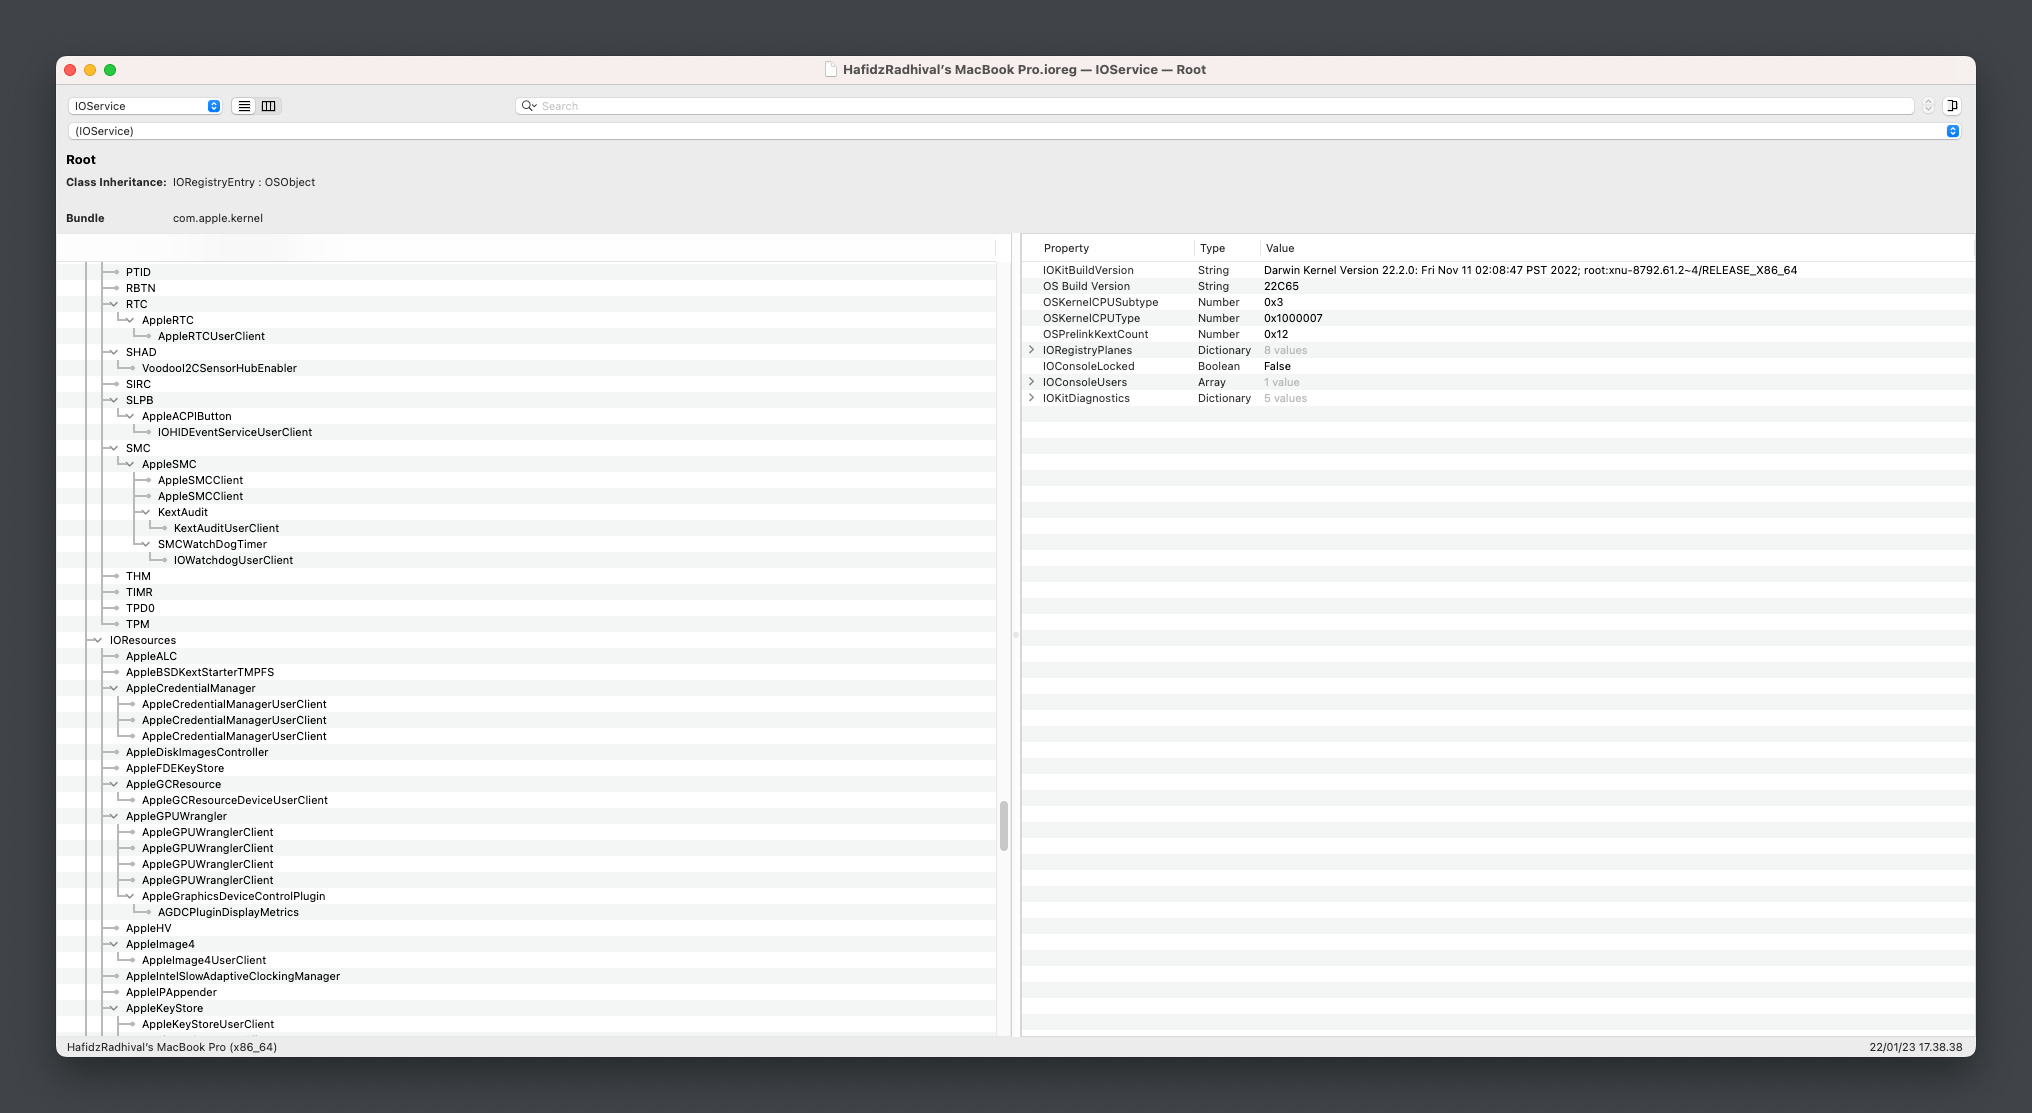 HafidzRadhival’s MacBook Pro.ioreg — IOService — Root
IOService
Search
(IOService)
Root
Class Inheritance: IORegistryEntry : OSObject
Bundle com.apple.kernel
PTID
RBTN
RTC
AppleRTC
AppleRTCUserClient
SHAD
VoodooI2CSensorHubEnabler
SIRC
SLPB
AppleACPIButton
IOHIDEventServiceUserClient
SMC
AppleSMC
AppleSMCClient
AppleSMCClient
KextAudit
KextAuditUserClient
SMCWatchDogTimer
IOWatchdogUserClient
THM
TIMR
TPD0
TPM
IOResources
AppleALC
AppleBSDKextStarterTMPFS
AppleCredentialManager
AppleCredentialManagerUserClient
AppleCredentialManagerUserClient
AppleCredentialManagerUserClient
AppleDiskImagesController
AppleFDEKeyStore
AppleGCResource
AppleGCResourceDeviceUserClient
AppleGPUWrangler
AppleGPUWranglerClient
AppleGPUWranglerClient
AppleGPUWranglerClient
AppleGPUWranglerClient
AppleGraphicsDeviceControlPlugin
AGDCPluginDisplayMetrics
AppleHV
AppleImage4
AppleImage4UserClient
AppleIntelSlowAdaptiveClockingManager
AppleIPAppender
AppleKeyStore
AppleKeyStoreUserClient
Property Type Value
IOKitBuildVersion String Darwin Kernel Version 22.2.0: Fri Nov 11 02:08:47 PST 2022; root:xnu-8792.61.2~4/RELEASE_X86_64
OS Build Version String 22C65
OSKernelCPUSubtype Number 0x3
OSKernelCPUType Number 0x1000007
OSPrelinkKextCount Number 0x12
IORegistryPlanes Dictionary 8 values
IOConsoleLocked Boolean False
IOConsoleUsers Array 1 value
IOKitDiagnostics Dictionary 5 values
HafidzRadhival’s MacBook Pro (x86_64)
22/01/23 17.38.38